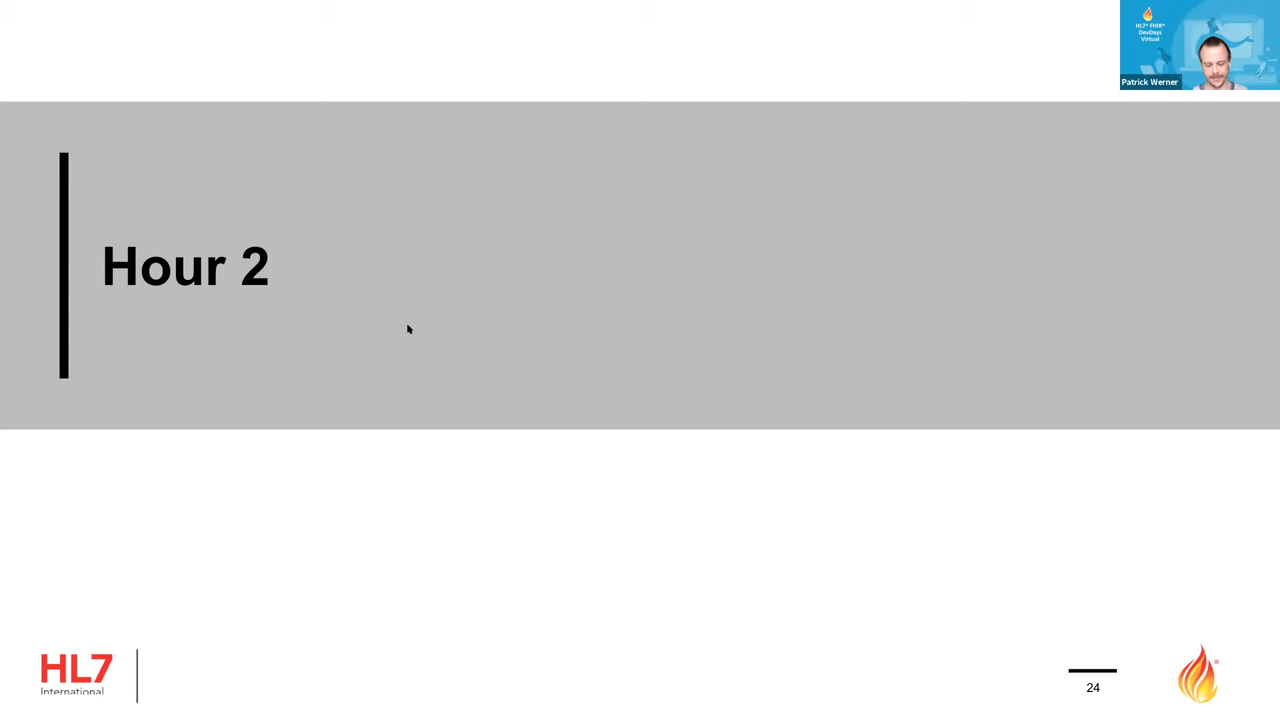 HL7® FHIR®
DevDays
Virtual
Patrick Werner
Hour 2
HL7
International
24